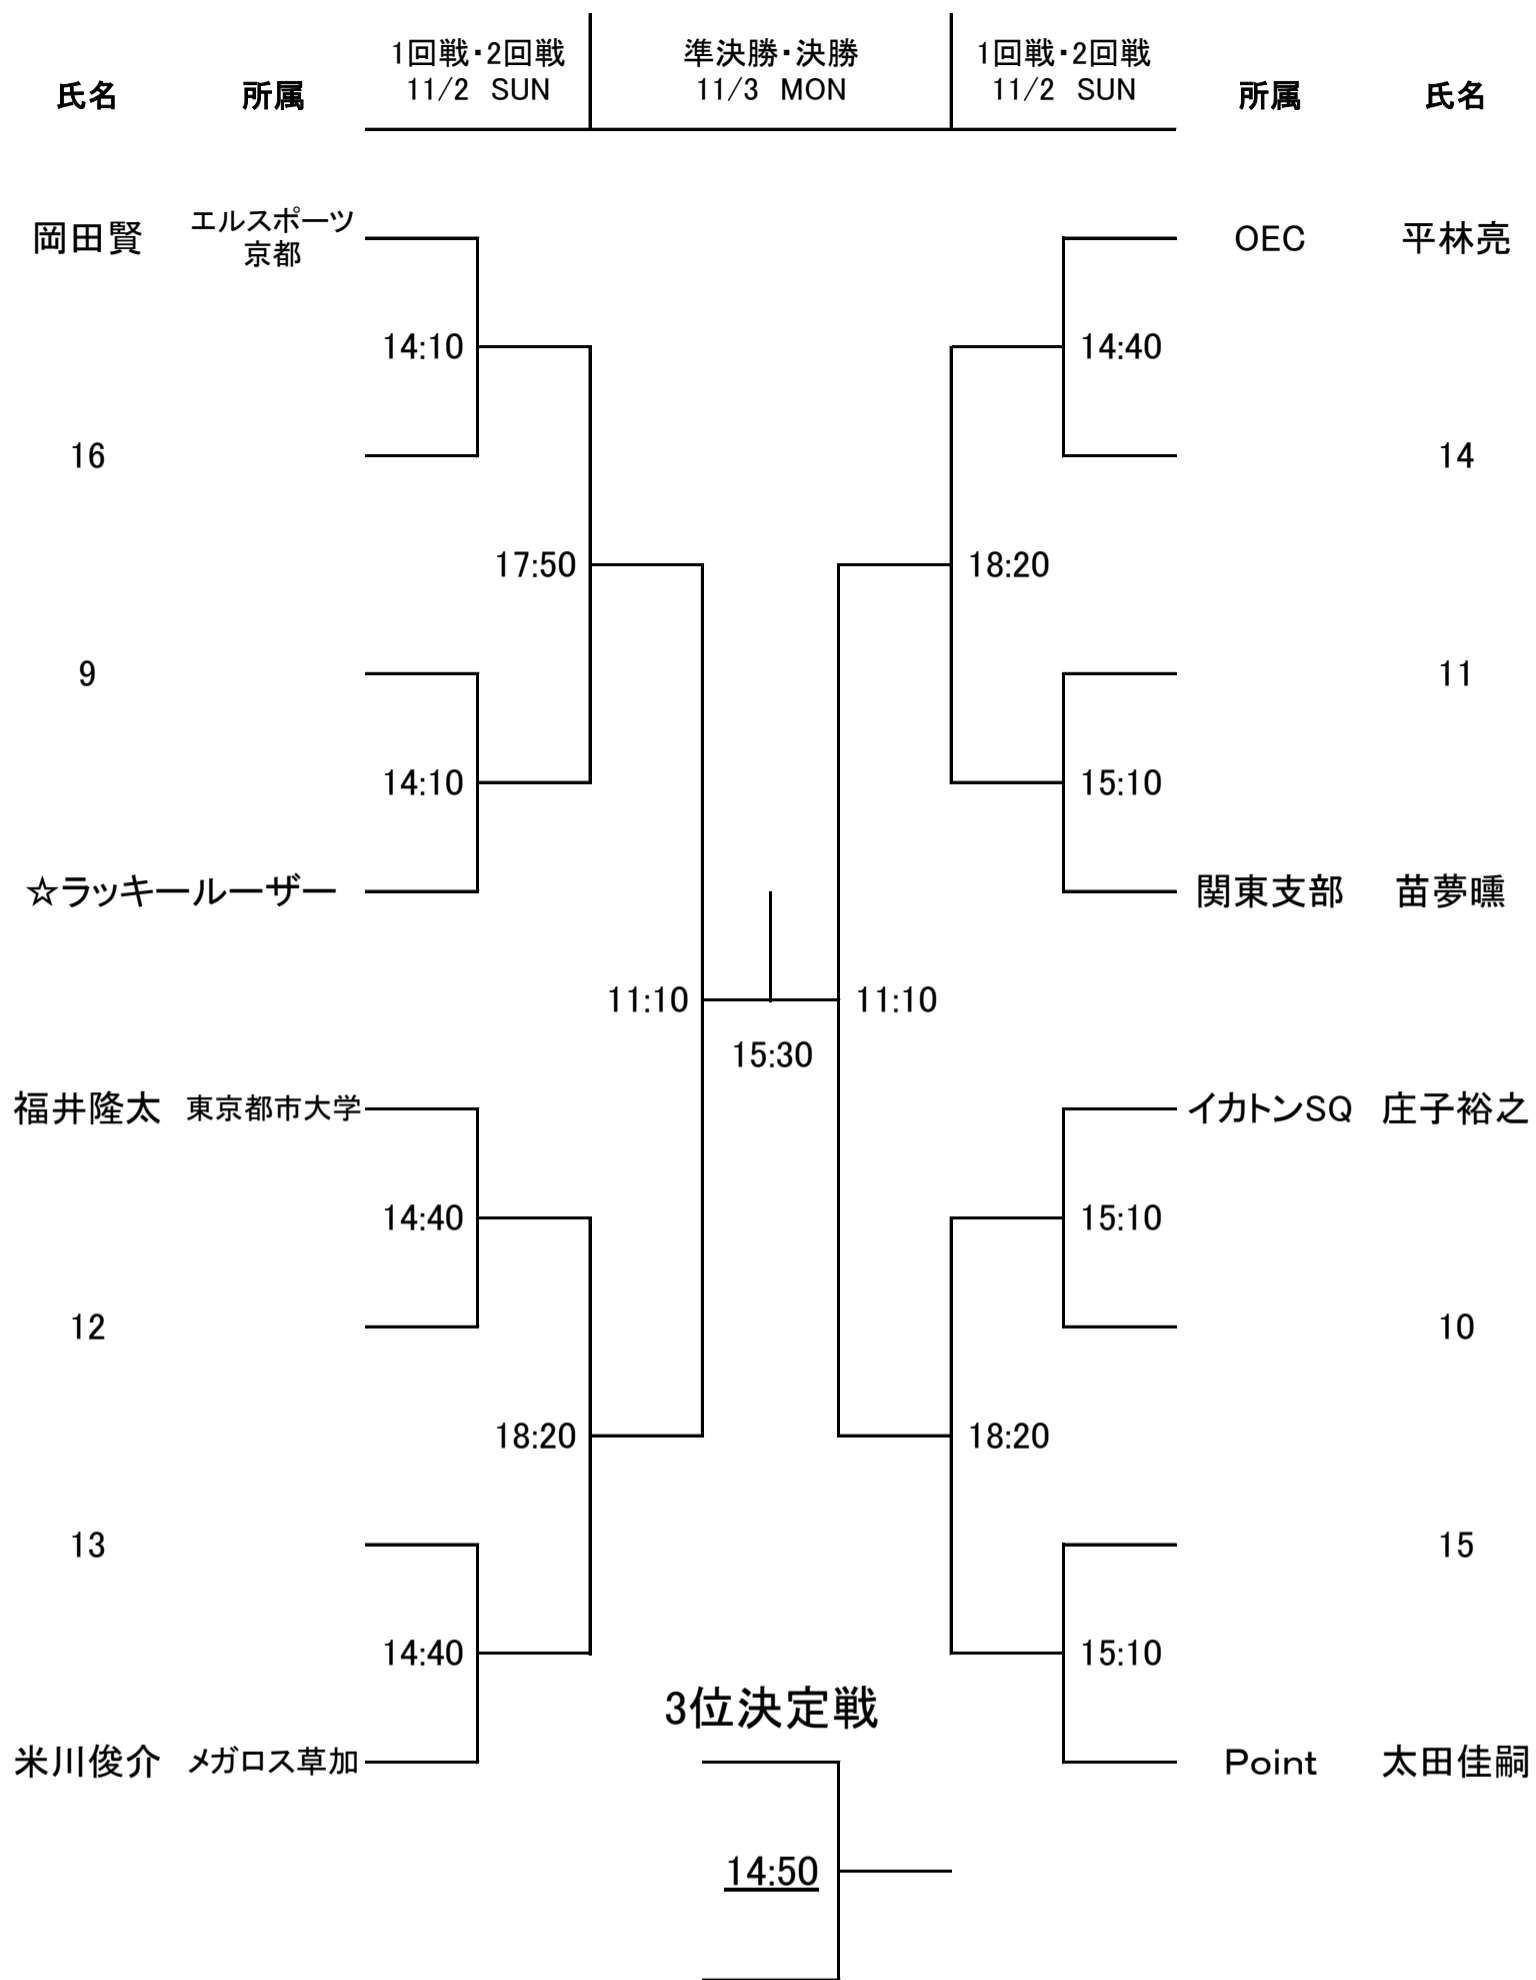 1回戦・2回戦 準決勝・決勝 1回戦・2回戦
氏名 所属 11/2 SUN 11/3 MON 11/2 SUN 所属 氏名
岡田賢 エルスポーツ OEC 平林亮
京都
14:10 14:40
16 14
17:50 18:20
9 11
14:10 15:10
☆ラッキールーザー 関東支部 苗夢曛
11:10 11:10
15:30
福井隆太 東京都市大学 イカトンSQ 庄子裕之
14:40 15:10
12 10
18:20 18:20
13 15
14:40 15:10
3位決定戦
米川俊介 メガロス草加 Point 太田佳嗣
14:50